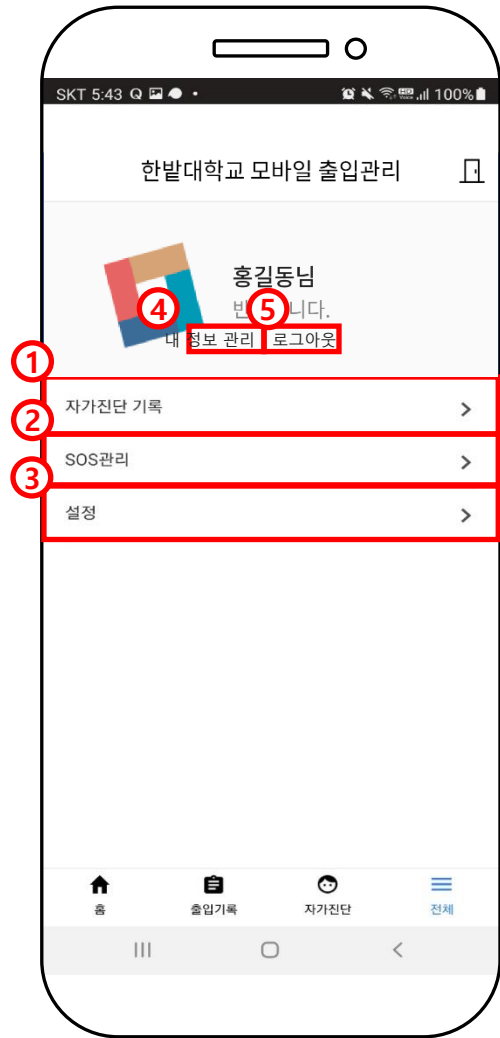 SKT 5:43 Q 100%
한밭대학교 모바일 출입관리
홍길동님
④ ⑤
반 니다.
내 정보 관리 로그아웃
①
자가진단 기록
②
SOS관리
③
설정
홈 출입기록 자가진단 전체